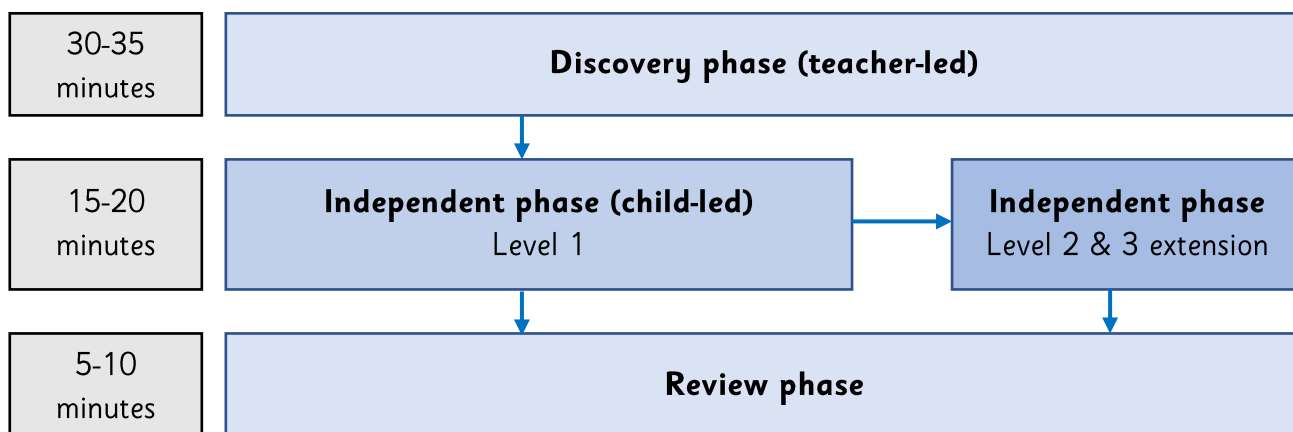 30-35
minutes
Discovery phase (teacher-led)
15-20
minutes
Independent phase (child-led)
Level 1
Independent phase
Level 2 & 3 extension
5-10
minutes
Review phase